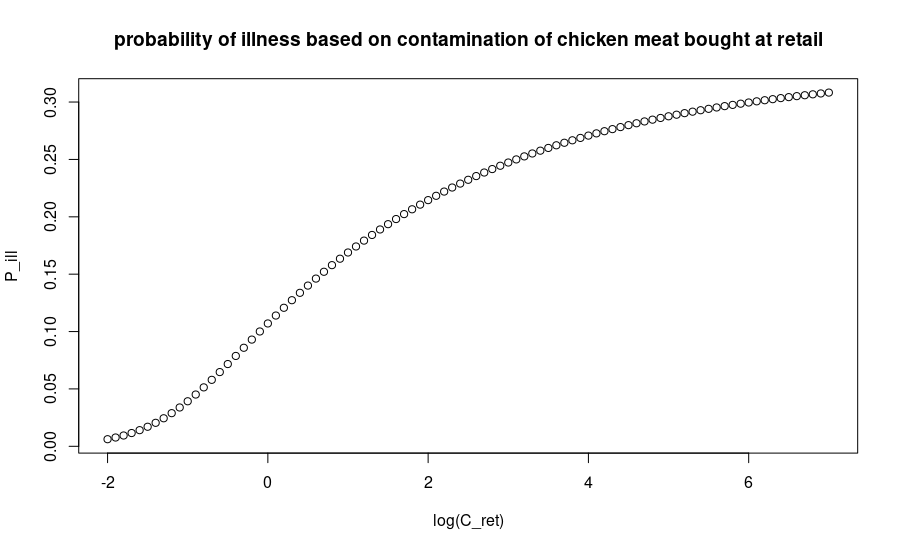 probability of illness based on contamination of chicken meat bought at retail
0.30
0.25
0.20
0.15
0.10
0.05
0.00
P_ill
-2 0 2 4 6
log(C_ret)